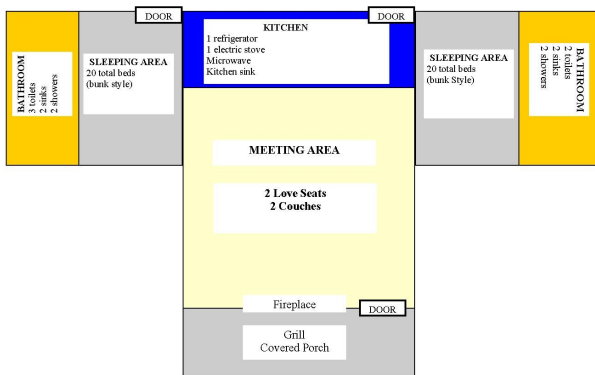 DOOR
DOOR
KITCHEN
1 refrigerator
1 electric stove
Microwave
Kitchen sink
BATHROOM
3 toilets
2 sinks
2 showers
SLEEPING AREA
20 total beds
(bunk style)
SLEEPING AREA
20 total beds
(bunk Style)
BATHROOM
2 toilets
2 sinks
2 showers
MEETING AREA
2 Love Seats
2 Couches
Fireplace
DOOR
Grill
Covered Porch